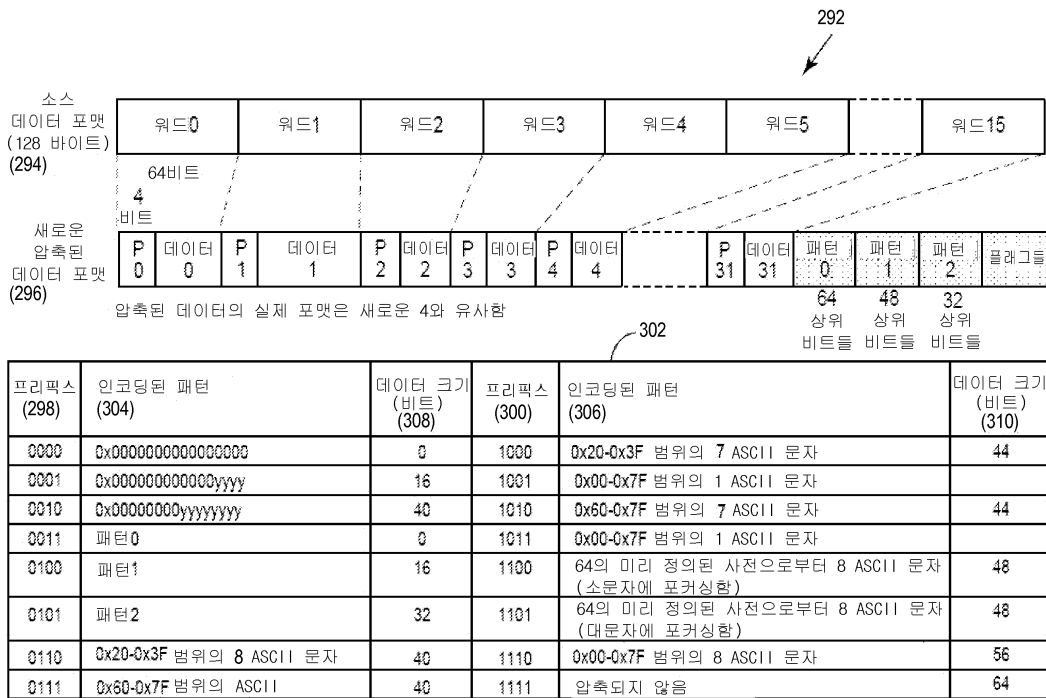 292
소스
데이터 포맷
(128 바이트)
(294)
워드0 워드1 워드2 워드3 워드4 워드5 워드15
64비트
4
비트
새로운
압축된
데이터 포맷
(296)
P 0 데이터 0 P 1 데이터 1 P 2 데이터 2 P 3 데이터 3 P 4 데이터 4 P 31 데이터 31 패턴 0 패턴 1 패턴 2 플래그들
64 상위 비트들 48 상위 비트들 32 상위 비트들
압축된 데이터의 실제 포맷은 새로운 4와 유사함
302
프리픽스 (298) 인코딩된 패턴 (304) 데이터 크기 (비트) (308) 프리픽스 (300) 인코딩된 패턴 (306) 데이터 크기 (비트) (310)
0000 0x0000000000000000 0 1000 0x20-0x3F 범위의 7 ASCII 문자 44
0001 0x000000000000yyyy 16 1001 0x00-0x7F 범위의 1 ASCII 문자
0010 0x00000000yyyyyyyy 40 1010 0x60-0x7F 범위의 7 ASCII 문자 44
0011 패턴0 0 1011 0x00-0x7F 범위의 1 ASCII 문자
0100 패턴1 16 1100 64의 미리 정의된 사전으로부터 8 ASCII 문자 48
(소문자에 포커싱함)
0101 패턴2 32 1101 64의 미리 정의된 사전으로부터 8 ASCII 문자 48
(대문자에 포커싱함)
0110 0x20-0x3F 범위의 8 ASCII 문자 40 1110 0x00-0x7F 범위의 8 ASCII 문자 56
0111 0x60-0x7F 범위의 ASCII 40 1111 압축되지 않음 64